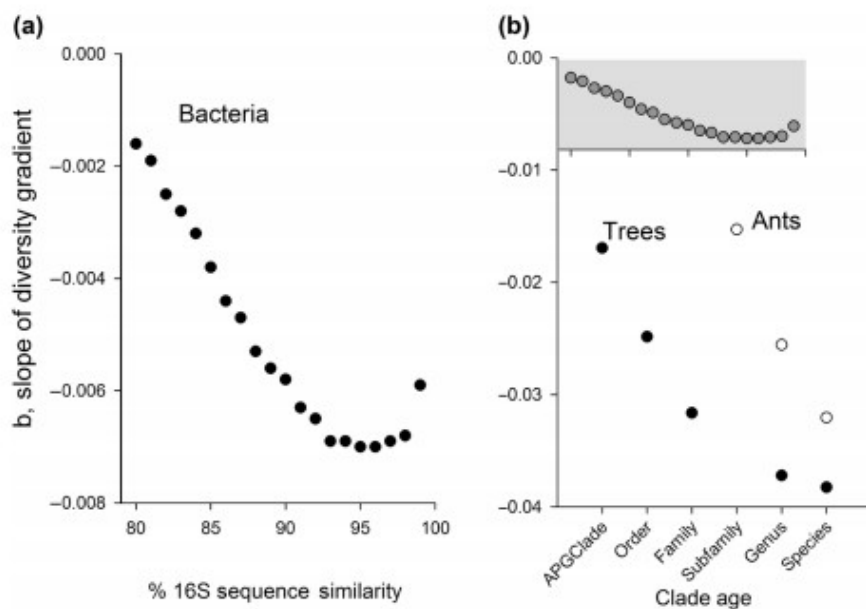 (a)
b, slope of diversity gradient
0.000
−0.002
−0.004
−0.006
−0.008
Bacteria
80 85 90 95 100
% 16S sequence similarity
(b)
0.00
−0.01
−0.02
−0.03
−0.04
Trees
Ants
APGClade
Order
Family
Subfamily
Genus
Species
Clade age